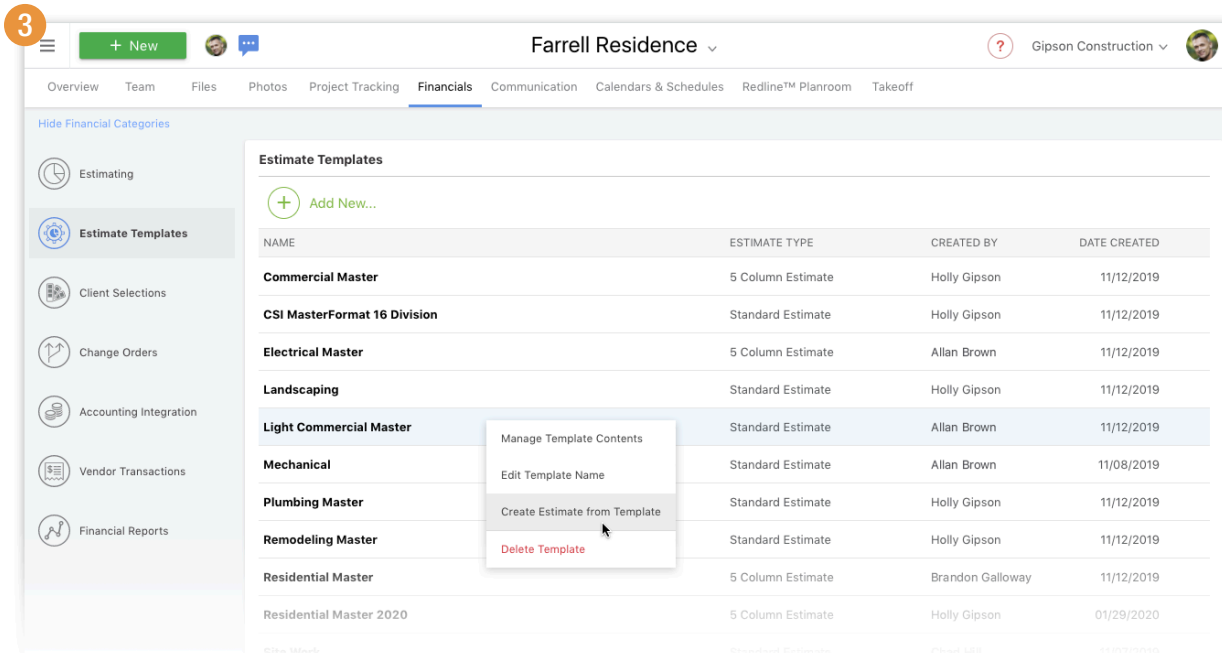 3
+ New
Farrell Residence
?
Gipson Construction
Overview Team Files Photos Project Tracking Financials Communication Calendars & Schedules Redline™ Planroom Takeoff
Hide Financial Categories
Estimating
Estimate Templates
Client Selections
Change Orders
Accounting Integration
Vendor Transactions
Financial Reports
Estimate Templates
+ Add New...
NAME ESTIMATE TYPE CREATED BY DATE CREATED
Commercial Master 5 Column Estimate Holly Gipson 11/12/2019
CSI MasterFormat 16 Division Standard Estimate Holly Gipson 11/12/2019
Electrical Master 5 Column Estimate Allan Brown 11/12/2019
Landscaping Standard Estimate Holly Gipson 11/12/2019
Light Commercial Master Standard Estimate Allan Brown 11/12/2019
Mechanical Standard Estimate Allan Brown 11/08/2019
Plumbing Master Standard Estimate Holly Gipson 11/12/2019
Remodeling Master Standard Estimate Holly Gipson 11/12/2019
Residential Master 5 Column Estimate Brandon Galloway 11/12/2019
Residential Master 2020 5 Column Estimate Holly Gipson 01/29/2020
Site Work Standard Estimate
Manage Template Contents
Edit Template Name
Create Estimate from Template
Delete Template